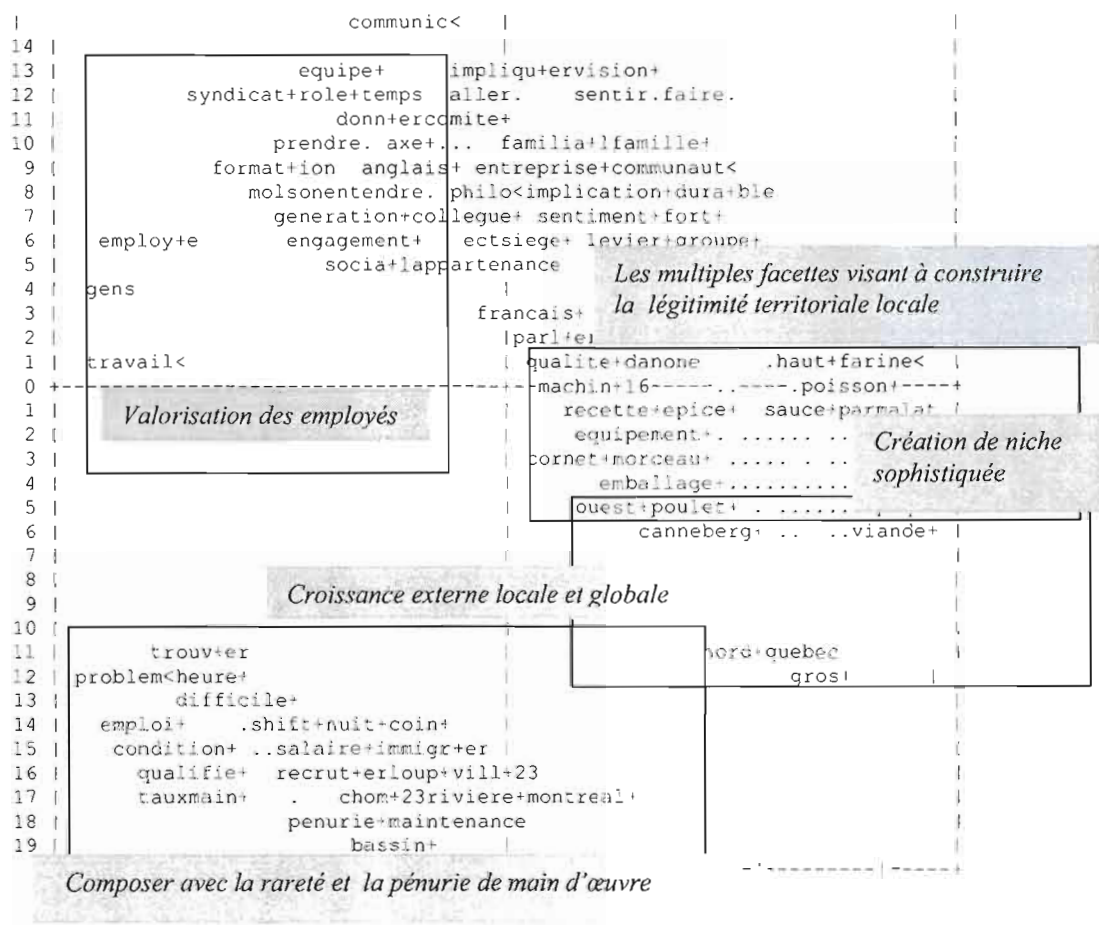 | communic< | |
14 |
13 | equipe+ impliqu+ervision+
12 | syndicat+role+temps aller. sentir.faire.
11 | donn+ercomite+
10 | prendre. axe+... familia+lfamille+
9 | format+ion anglais+ entreprise+communaut<
8 | molsonentendre. philo<implication+dura+ble
7 | generation+collegue+ sentiment+fort+
6 | employ+e engagement+ ectsiege+ levier+groupe+
5 | socia+lappartenance
Les multiples facettes visant à construire
4 | gens
la légitimité territoriale locale
3 | francais+
2 | |parl+er
1 | travail< qualite+danone .haut+farine<
0 +-----------------------------machin+16-----..----.poisson+----+
1 | recette+epice+ sauce+parmalat
Valorisation des employés
2 | equipement+. ...... ..
Création de niche
3 | cornet+morceau+ ..... . ..
sophistiquée
4 | emballage+..........
5 | ouest+poulet+ . .......
6 | canneberg+ .. ..viande+ |
7 |
8 |
Croissance externe locale et globale
9 |
10 |
11 | trouv+er nord+quebec
12 | problem<heure+ gros+
13 | difficile+
14 | emploi+ .shift+nuit+coin+
15 | condition+ ..salaire+immigr+er |
16 | qualifie+ recrut+erloup+vill+23
17 | tauxmain+ . chom+23riviere+montreal+
18 | penurie+maintenance
19 | bassin+
Composer avec la rareté et la pénurie de main d'œuvre